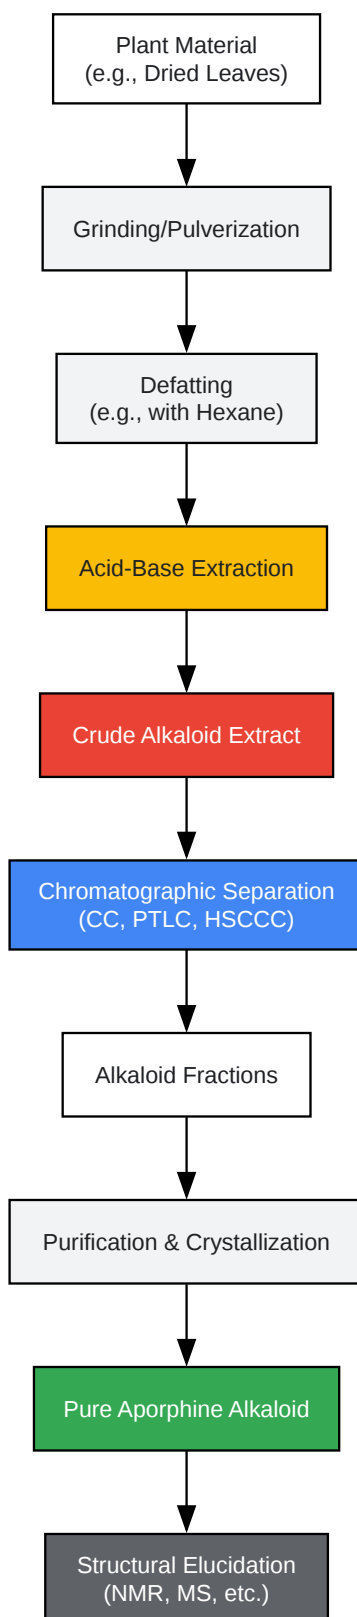 Plant Material
(e.g., Dried Leaves)
Grinding/Pulverization
Defatting
(e.g., with Hexane)
Acid-Base Extraction
Crude Alkaloid Extract
Chromatographic Separation
(CC, PTLC, HSCCC)
Alkaloid Fractions
Purification & Crystallization
Pure Aporphine Alkaloid
Structural Elucidation
(NMR, MS, etc.)